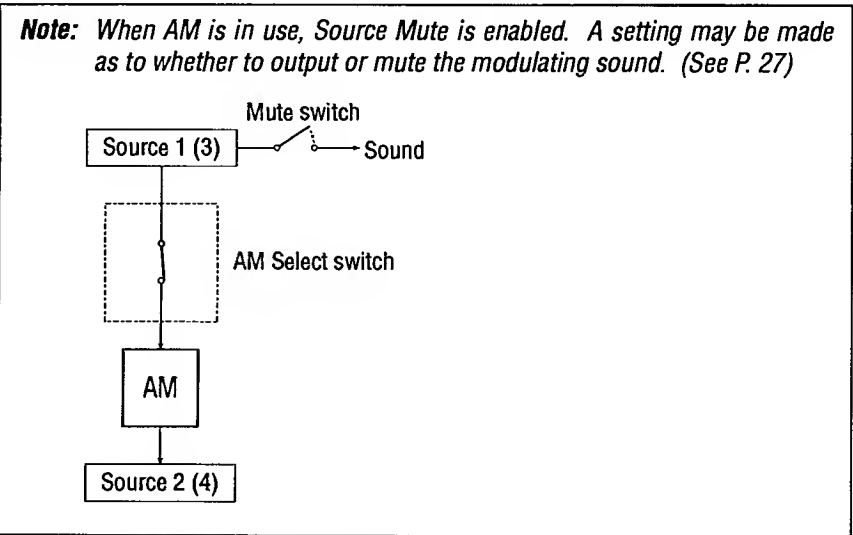 Note: When AM is in use, Source Mute is enabled. A setting may be made
as to whether to output or mute the modulating sound. (See P. 27)
Mute switch
Source 1 (3)
Sound
AM Select switch
AM
Source 2 (4)